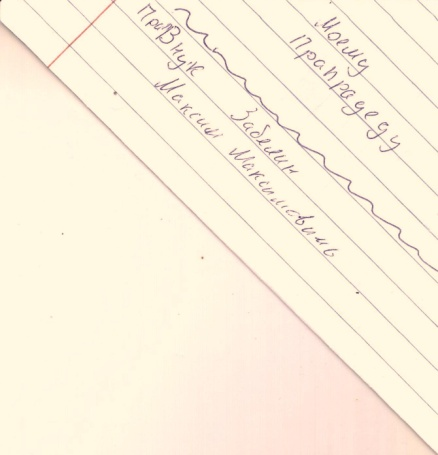 Моему
Прапрадеду
ПраВнук Забелин
Максим Максимовичь